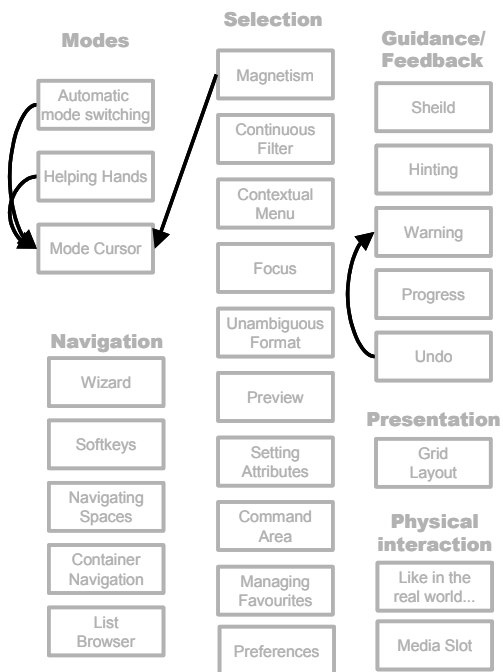 Modes
Automatic
mode switching
Helping Hands
Mode Cursor
Navigation
Wizard
Softkeys
Navigating
Spaces
Container
Navigation
List
Browser
Selection
Magnetism
Continuous
Filter
Contextual
Menu
Focus
Unambiguous
Format
Preview
Setting
Attributes
Command
Area
Managing
Favourites
Preferences
Guidance/
Feedback
Sheild
Hinting
Warning
Progress
Undo
Presentation
Grid
Layout
Physical
interaction
Like in the
real world...
Media Slot